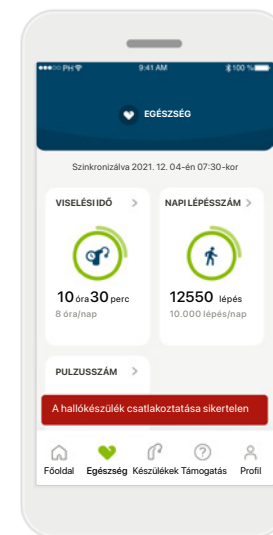 PH 9:41 AM 100 %
EGÉSZSÉG
Szinkronizálva 2021. 12. 04-én 07:30-kor
VISELÉSI IDŐ > NAPI LÉPÉSSZÁM >
10 óra 30 perc 12550 lépés
8 óra/nap 10.000 lépés/nap
PULZUSSZÁM >
A hallókészülék csatlakoztatása sikertelen
Főoldal Egészség Készülékek Támogatás Profil